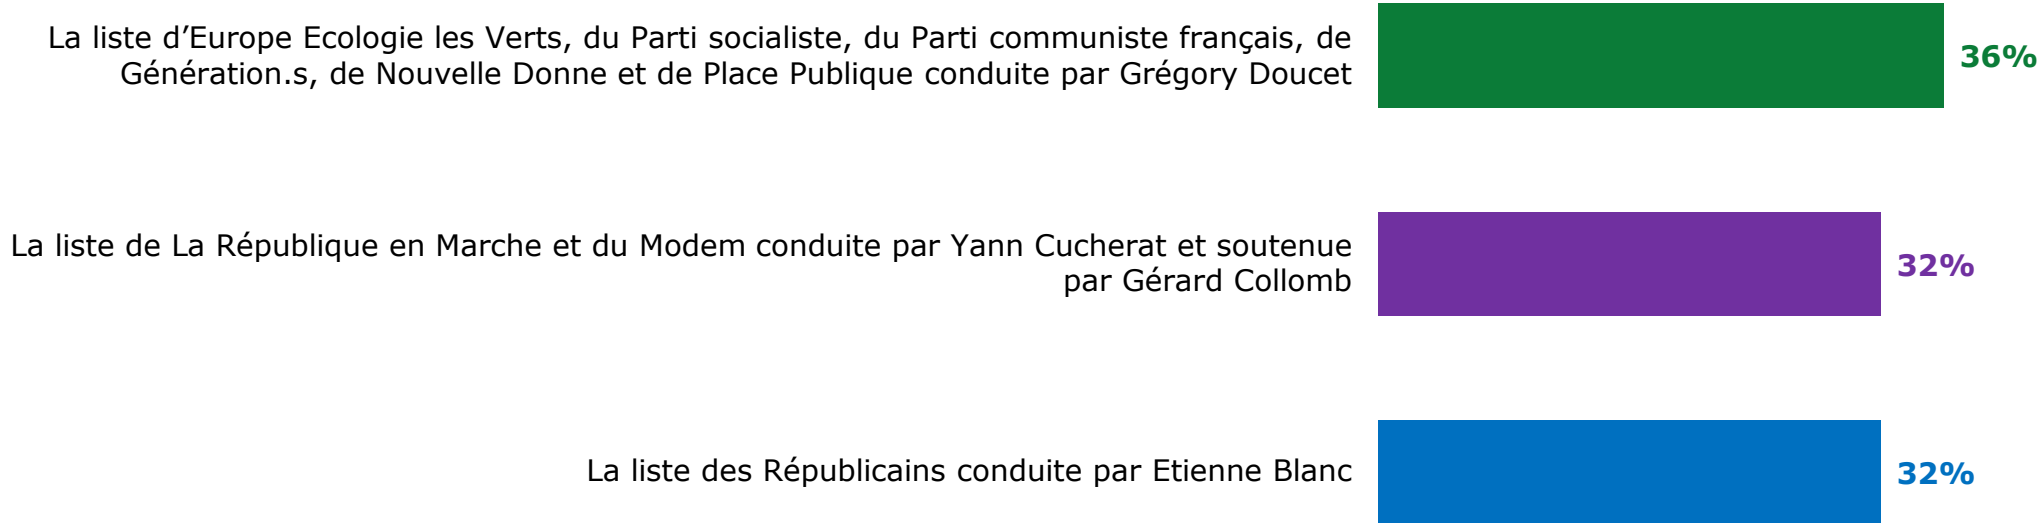 La liste d’Europe Ecologie les Verts, du Parti socialiste, du Parti communiste français, de
Génération.s, de Nouvelle Donne et de Place Publique conduite par Grégory Doucet
36%
La liste de La République en Marche et du Modem conduite par Yann Cucherat et soutenue
par Gérard Collomb
32%
La liste des Républicains conduite par Etienne Blanc
32%